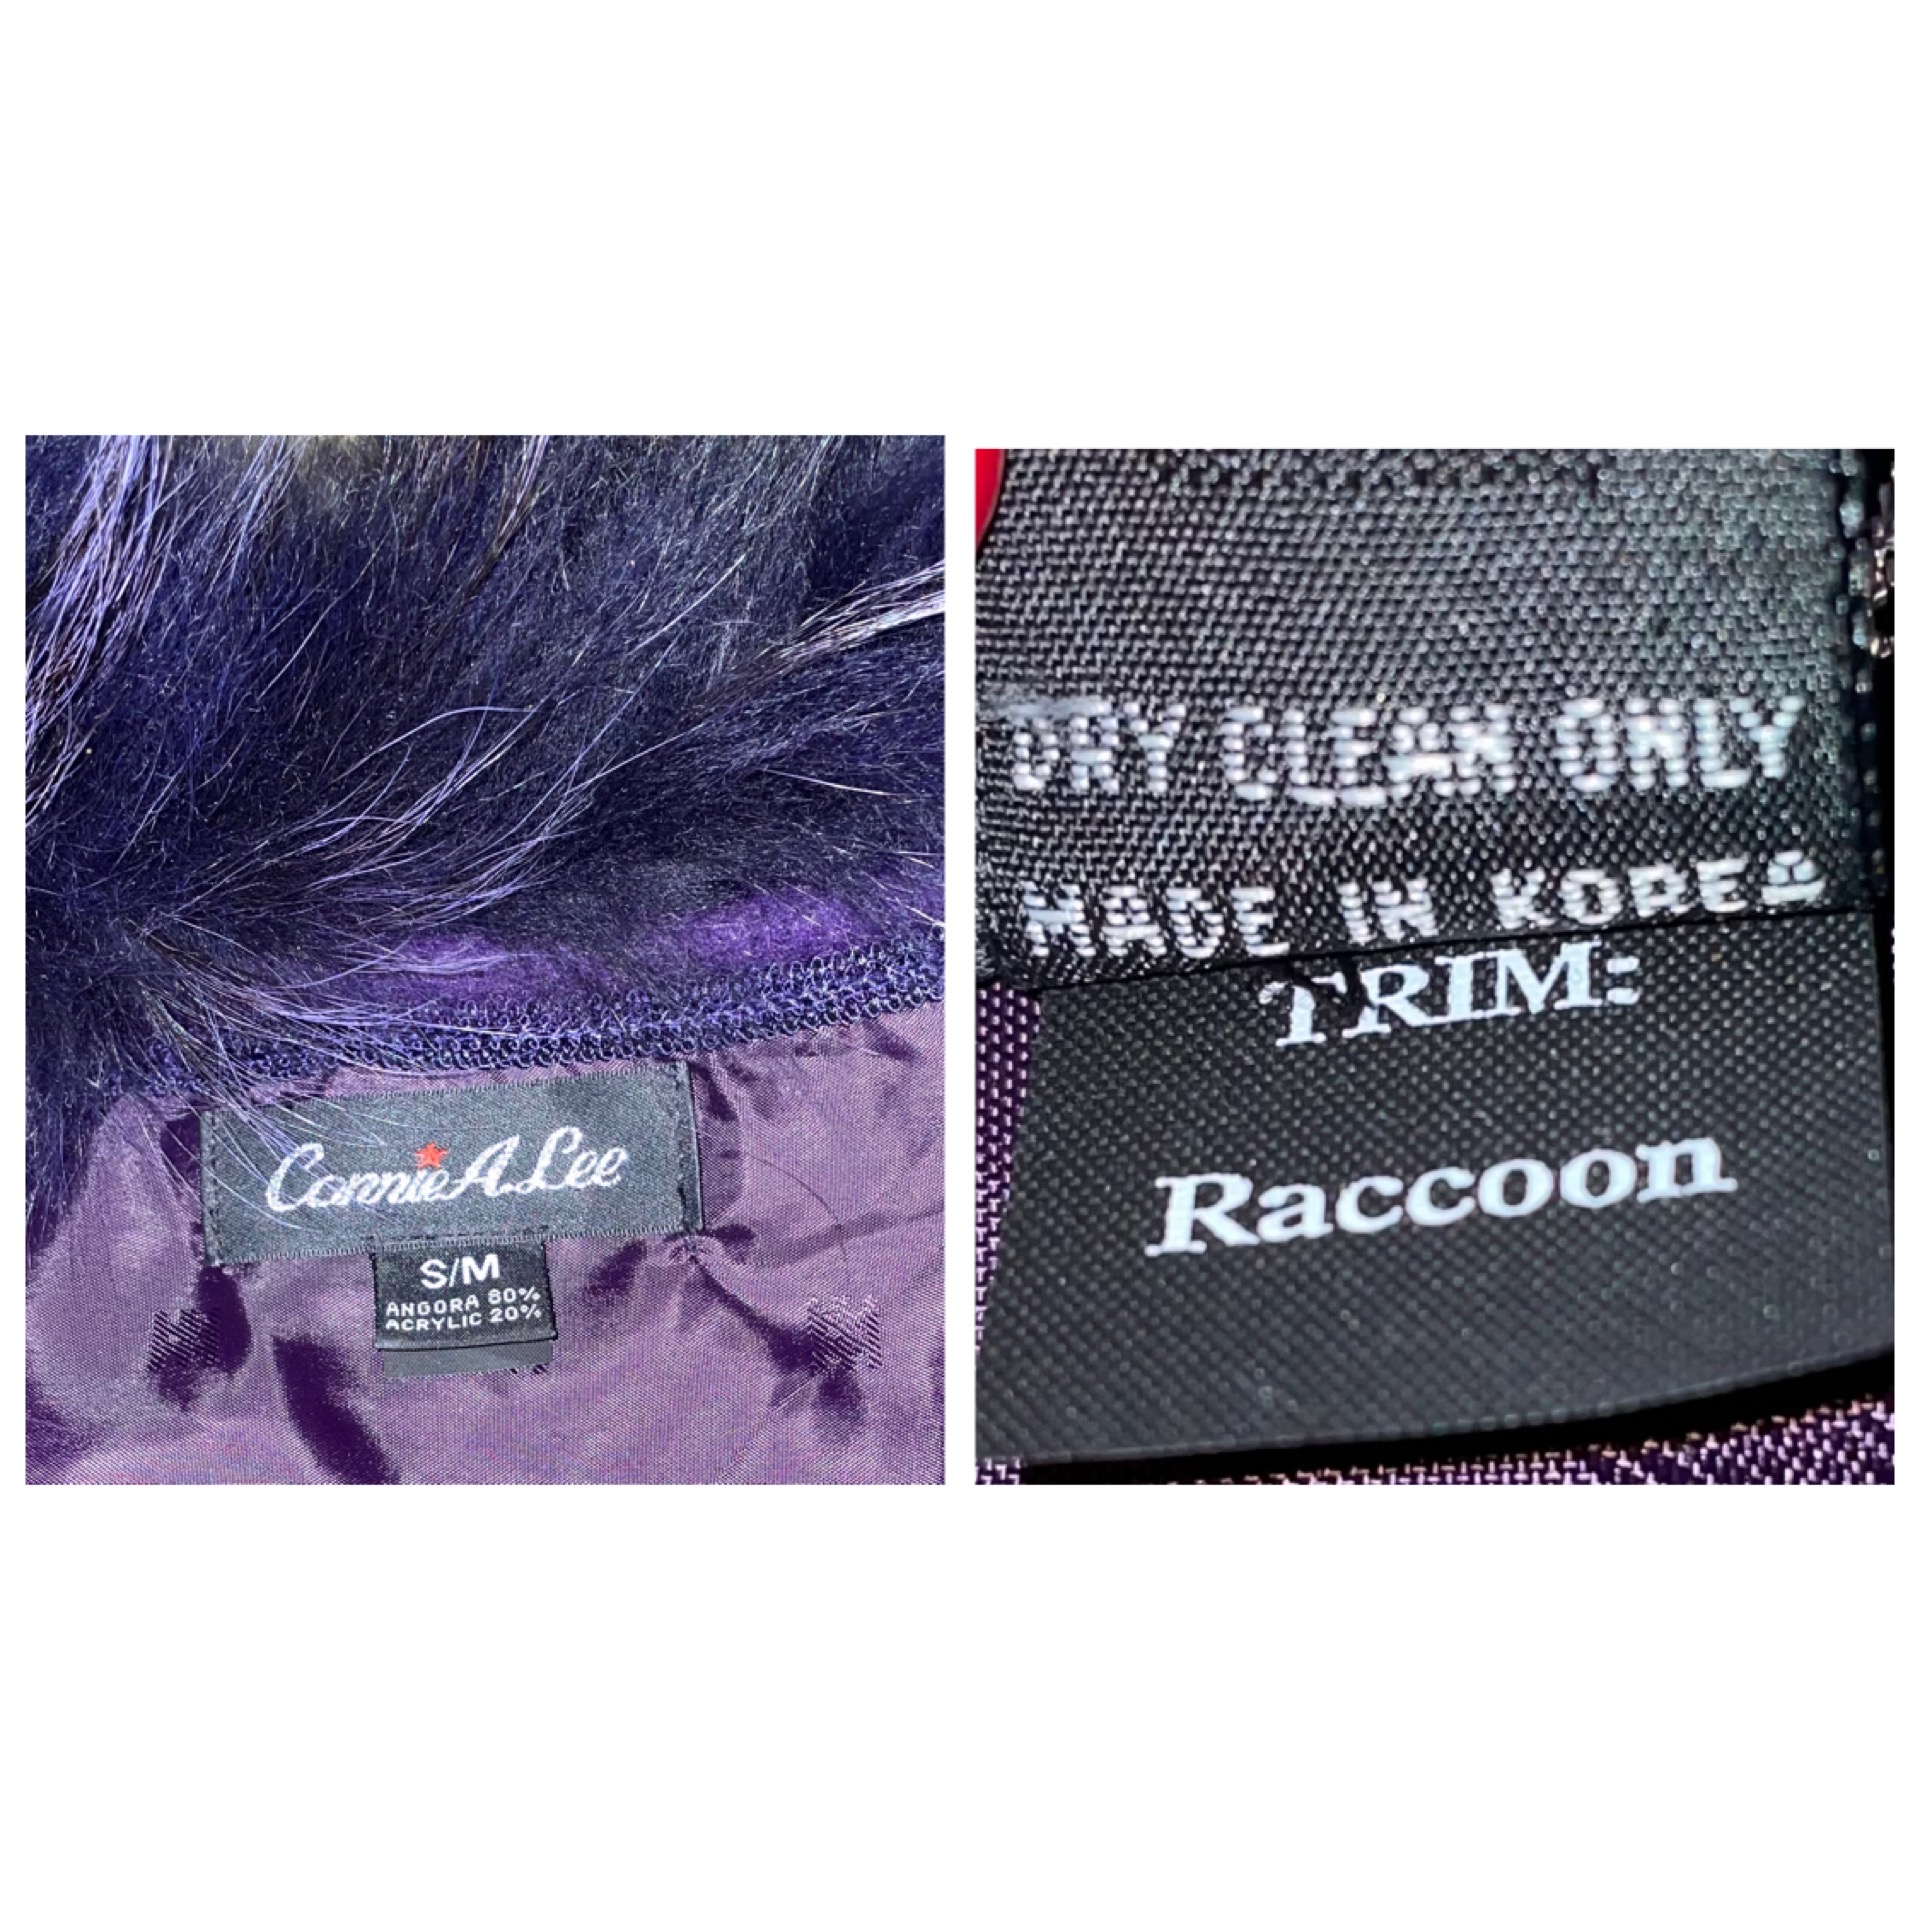 Connie A Lee
S/M
ANGORA 80%
ACRYLIC 20%
DRY CLEAN ONLY
MADE IN KOREA
TRIM:
Raccoon